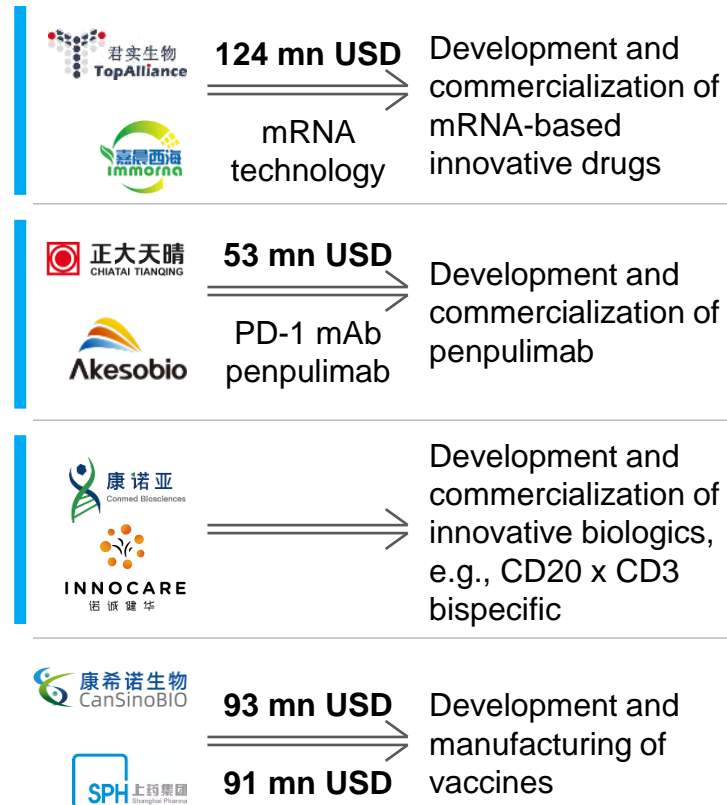 君实生物
TopAlliance
嘉晨西海
immorna
124 mn USD
mRNA
technology
Development and
commercialization of
mRNA-based
innovative drugs
正大天晴
CHIATAI TIANQING
Akesobio
53 mn USD
PD-1 mAb
penpulimab
Development and
commercialization of
penpulimab
康诺亚
Conmed Biosciences
INNOCARE
诺诚健华
Development and
commercialization of
innovative biologics,
e.g., CD20 x CD3
bispecific
康希诺生物
CanSinoBIO
SPH 上药集团
Shanghai Pharma
93 mn USD
91 mn USD
Development and
manufacturing of
vaccines